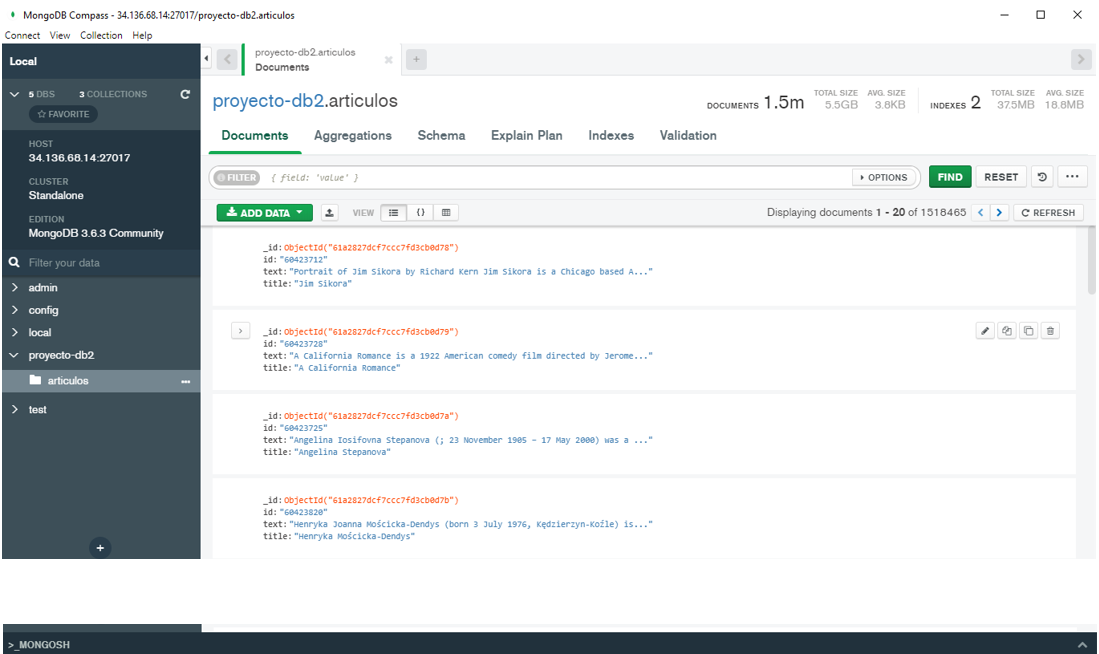 MongoDB Compass - 34.136.68.14:27017/proyecto-db2.articulos
Connect View Collection Help
Local
5 DBS 3 COLLECTIONS
FAVORITE
HOST
34.136.68.14:27017
CLUSTER
Standalone
EDITION
MongoDB 3.6.3 Community
Filter your data
admin
config
local
proyecto-db2
articulos
test
proyecto-db2.articulos
Documents
proyecto-db2.articulos
DOCUMENTS 1.5m TOTAL SIZE 5.5GB AVG. SIZE 3.8KB INDEXES 2 TOTAL SIZE 37.5MB AVG. SIZE 18.8MB
Documents Aggregations Schema Explain Plan Indexes Validation
FILTER { field: 'value' } OPTIONS FIND RESET
ADD DATA VIEW {} Displaying documents 1 - 20 of 1518465 REFRESH
_id:ObjectId("61a2827dcf7ccc7fd3cb0d78")
id:"60423712"
text:"Portrait of Jim Sikora by Richard Kern Jim Sikora is a Chicago based A..."
title:"Jim Sikora"
_id:ObjectId("61a2827dcf7ccc7fd3cb0d79")
id:"60423728"
text:"A California Romance is a 1922 American comedy film directed by Jerome..."
title:"A California Romance"
_id:ObjectId("61a2827dcf7ccc7fd3cb0d7a")
id:"60423725"
text:"Angelina Iosifovna Stepanova (; 23 November 1905 – 17 May 2000) was a ..."
title:"Angelina Stepanova"
_id:ObjectId("61a2827dcf7ccc7fd3cb0d7b")
id:"60423820"
text:"Henryka Joanna Mościcka-Dendys (born 3 July 1976, Kędzierzyn-Koźle) is..."
title:"Henryka Mościcka-Dendys"
>_MONGOSH